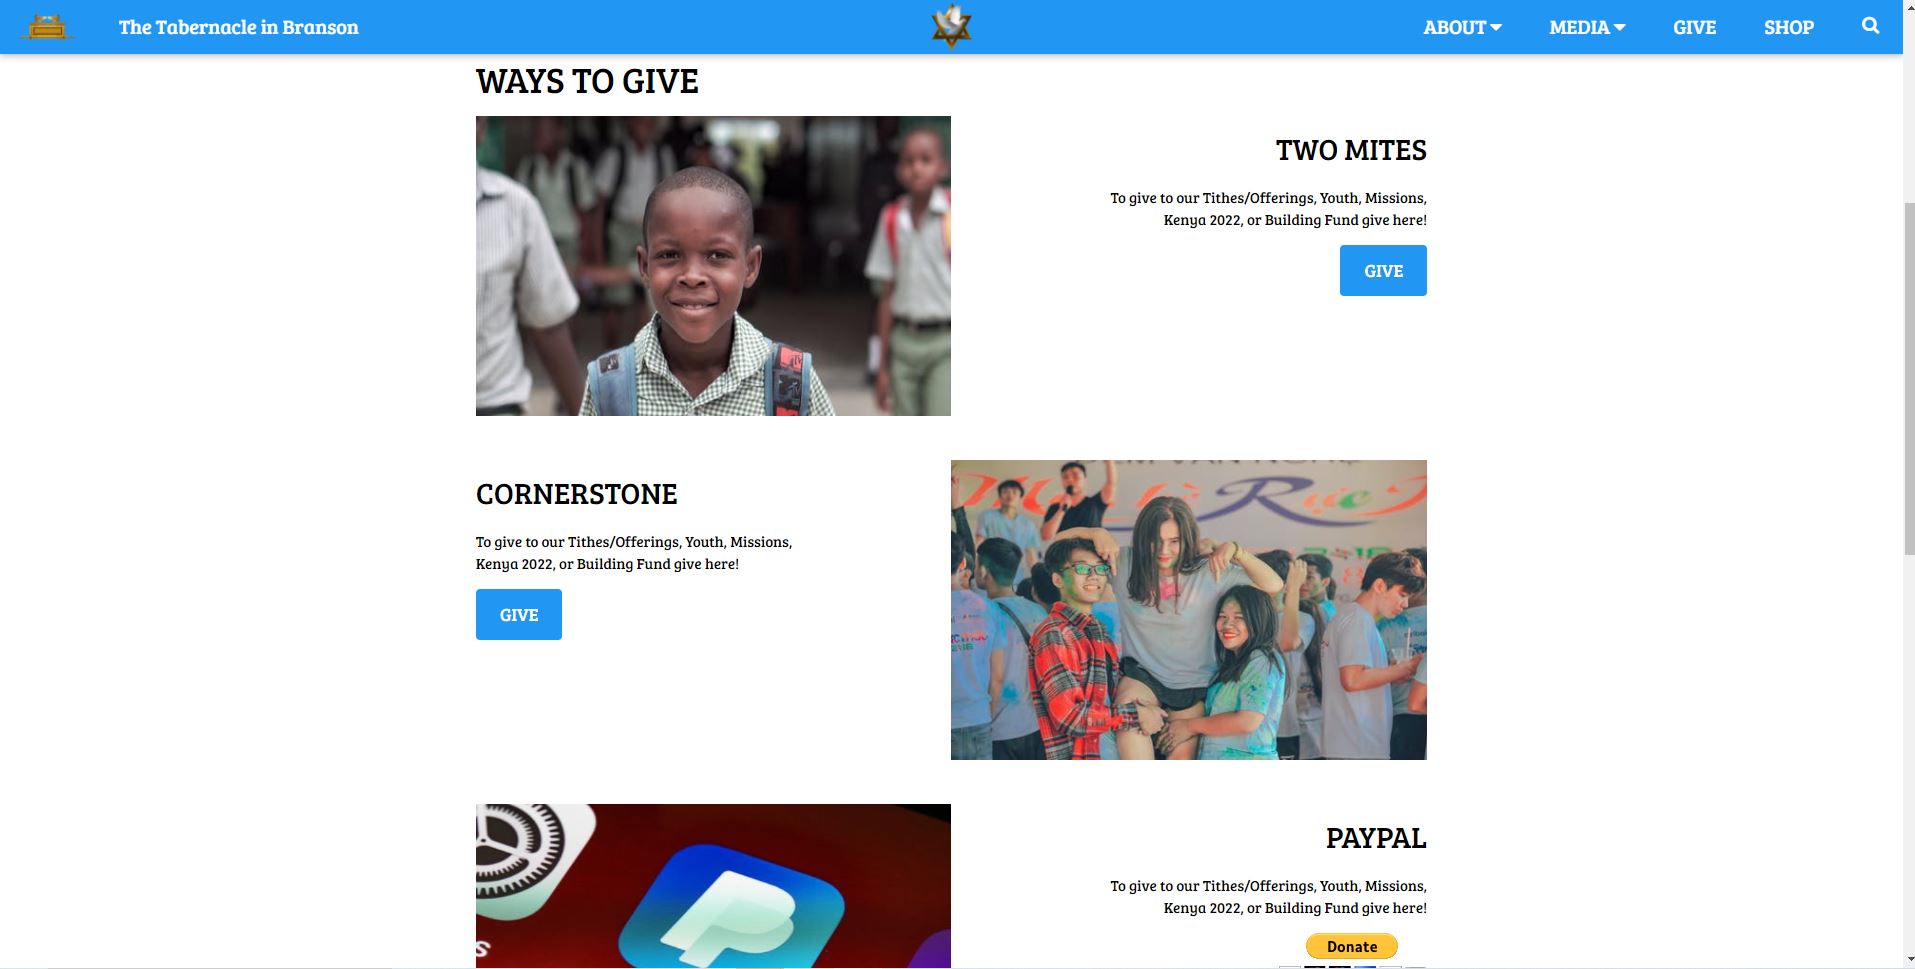 The Tabernacle in Branson
ABOUT
MEDIA
GIVE
SHOP
WAYS TO GIVE
TWO MITES
To give to our Tithes/Offerings, Youth, Missions,
Kenya 2022, or Building Fund give here!
GIVE
CORNERSTONE
To give to our Tithes/Offerings, Youth, Missions,
Kenya 2022, or Building Fund give here!
GIVE
PAYPAL
To give to our Tithes/Offerings, Youth, Missions,
Kenya 2022, or Building Fund give here!
Donate